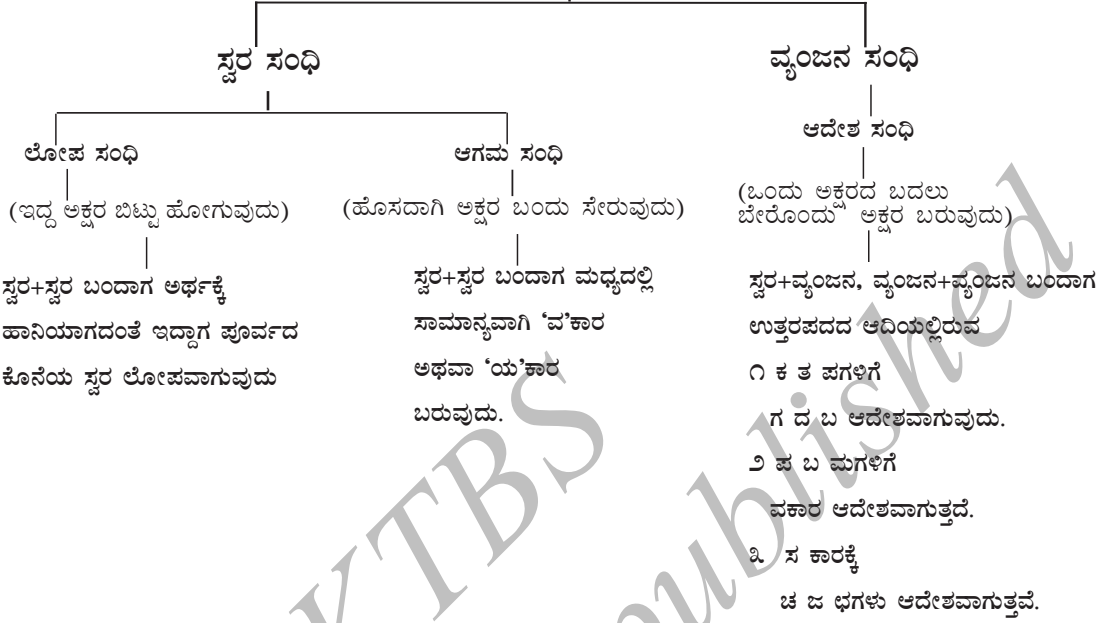 ಸ್ವರ ಸಂಧಿ
ವ್ಯಂಜನ ಸಂಧಿ
ಲೋಪ ಸಂಧಿ
ಆಗಮ ಸಂಧಿ
ಆದೇಶ ಸಂಧಿ
(ಇದ್ದ ಅಕ್ಷರ ಬಿಟ್ಟು ಹೋಗುವುದು)
(ಹೊಸದಾಗಿ ಅಕ್ಷರ ಬಂದು ಸೇರುವುದು)
(ಒಂದು ಅಕ್ಷರದ ಬದಲು
ಬೇರೊಂದು ಅಕ್ಷರ ಬರುವುದು)
ಸ್ವರ+ಸ್ವರ ಬಂದಾಗ ಅರ್ಥಕ್ಕೆ
ಹಾನಿಯಾಗದಂತೆ ಇದ್ದಾಗ ಪೂರ್ವದ
ಕೊನೆಯ ಸ್ವರ ಲೋಪವಾಗುವುದು
ಸ್ವರ+ಸ್ವರ ಬಂದಾಗ ಮಧ್ಯದಲ್ಲಿ
ಸಾಮಾನ್ಯವಾಗಿ ‘ವ’ಕಾರ
ಅಥವಾ ‘ಯ’ಕಾರ
ಬರುವುದು.
ಸ್ವರ+ವ್ಯಂಜನ, ವ್ಯಂಜನ+ವ್ಯಂಜನ ಬಂದಾಗ
ಉತ್ತರಪದದ ಆದಿಯಲ್ಲಿರುವ
೧ ಕ ತ ಪಗಳಿಗೆ
ಗ ದ ಬ ಆದೇಶವಾಗುವುದು.
೨ ಪ ಬ ಮಗಳಿಗೆ
ವಕಾರ ಆದೇಶವಾಗುತ್ತದೆ.
೩ ಸ ಕಾರಕ್ಕೆ
ಚ ಜ ಛಗಳು ಆದೇಶವಾಗುತ್ತವೆ.
KTBS
published